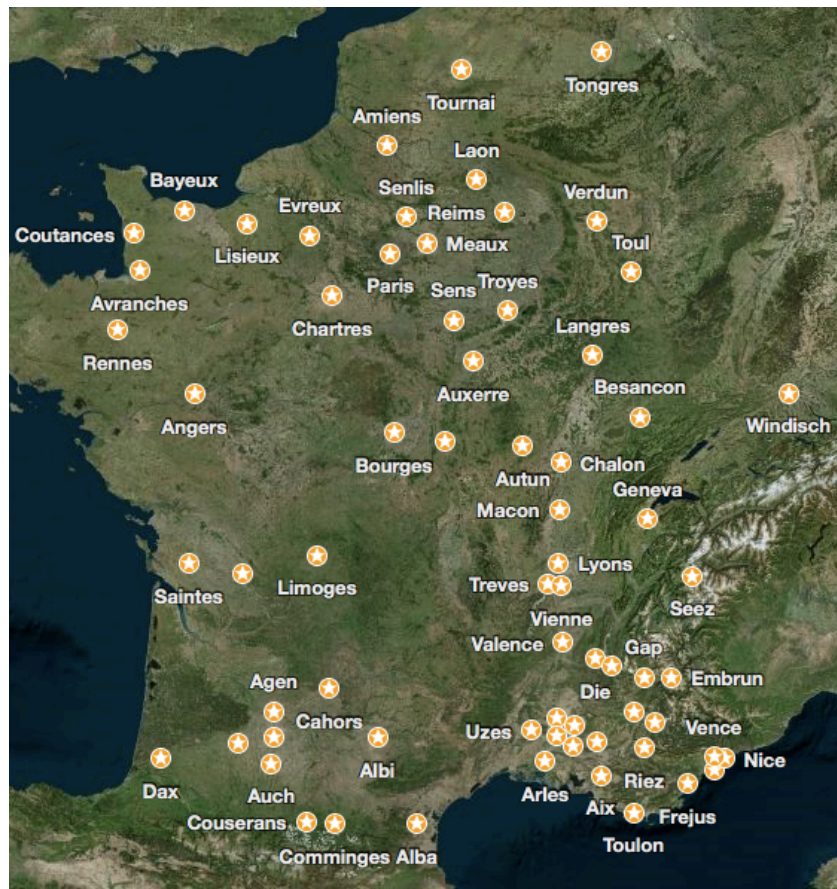 Tongres
Tournai
Amiens
Laon
Bayeux
Senlis
Verdun
Evreux
Reims
Coutances
Lisieux
Meaux
Toul
Paris
Troyes
Avranches
Sens
Chartres
Langres
Rennes
Besancon
Auxerre
Angers
Windisch
Bourges
Chalon
Autun
Geneva
Macon
Lyons
Treves
Seez
Limoges
Saintes
Vienne
Valence
Gap
Embrun
Agen
Die
Cahors
Vence
Uzes
Albi
Nice
Dax
Auch
Riez
Arles
Aix
Frejus
Couserans
Toulon
Comminges
Alba